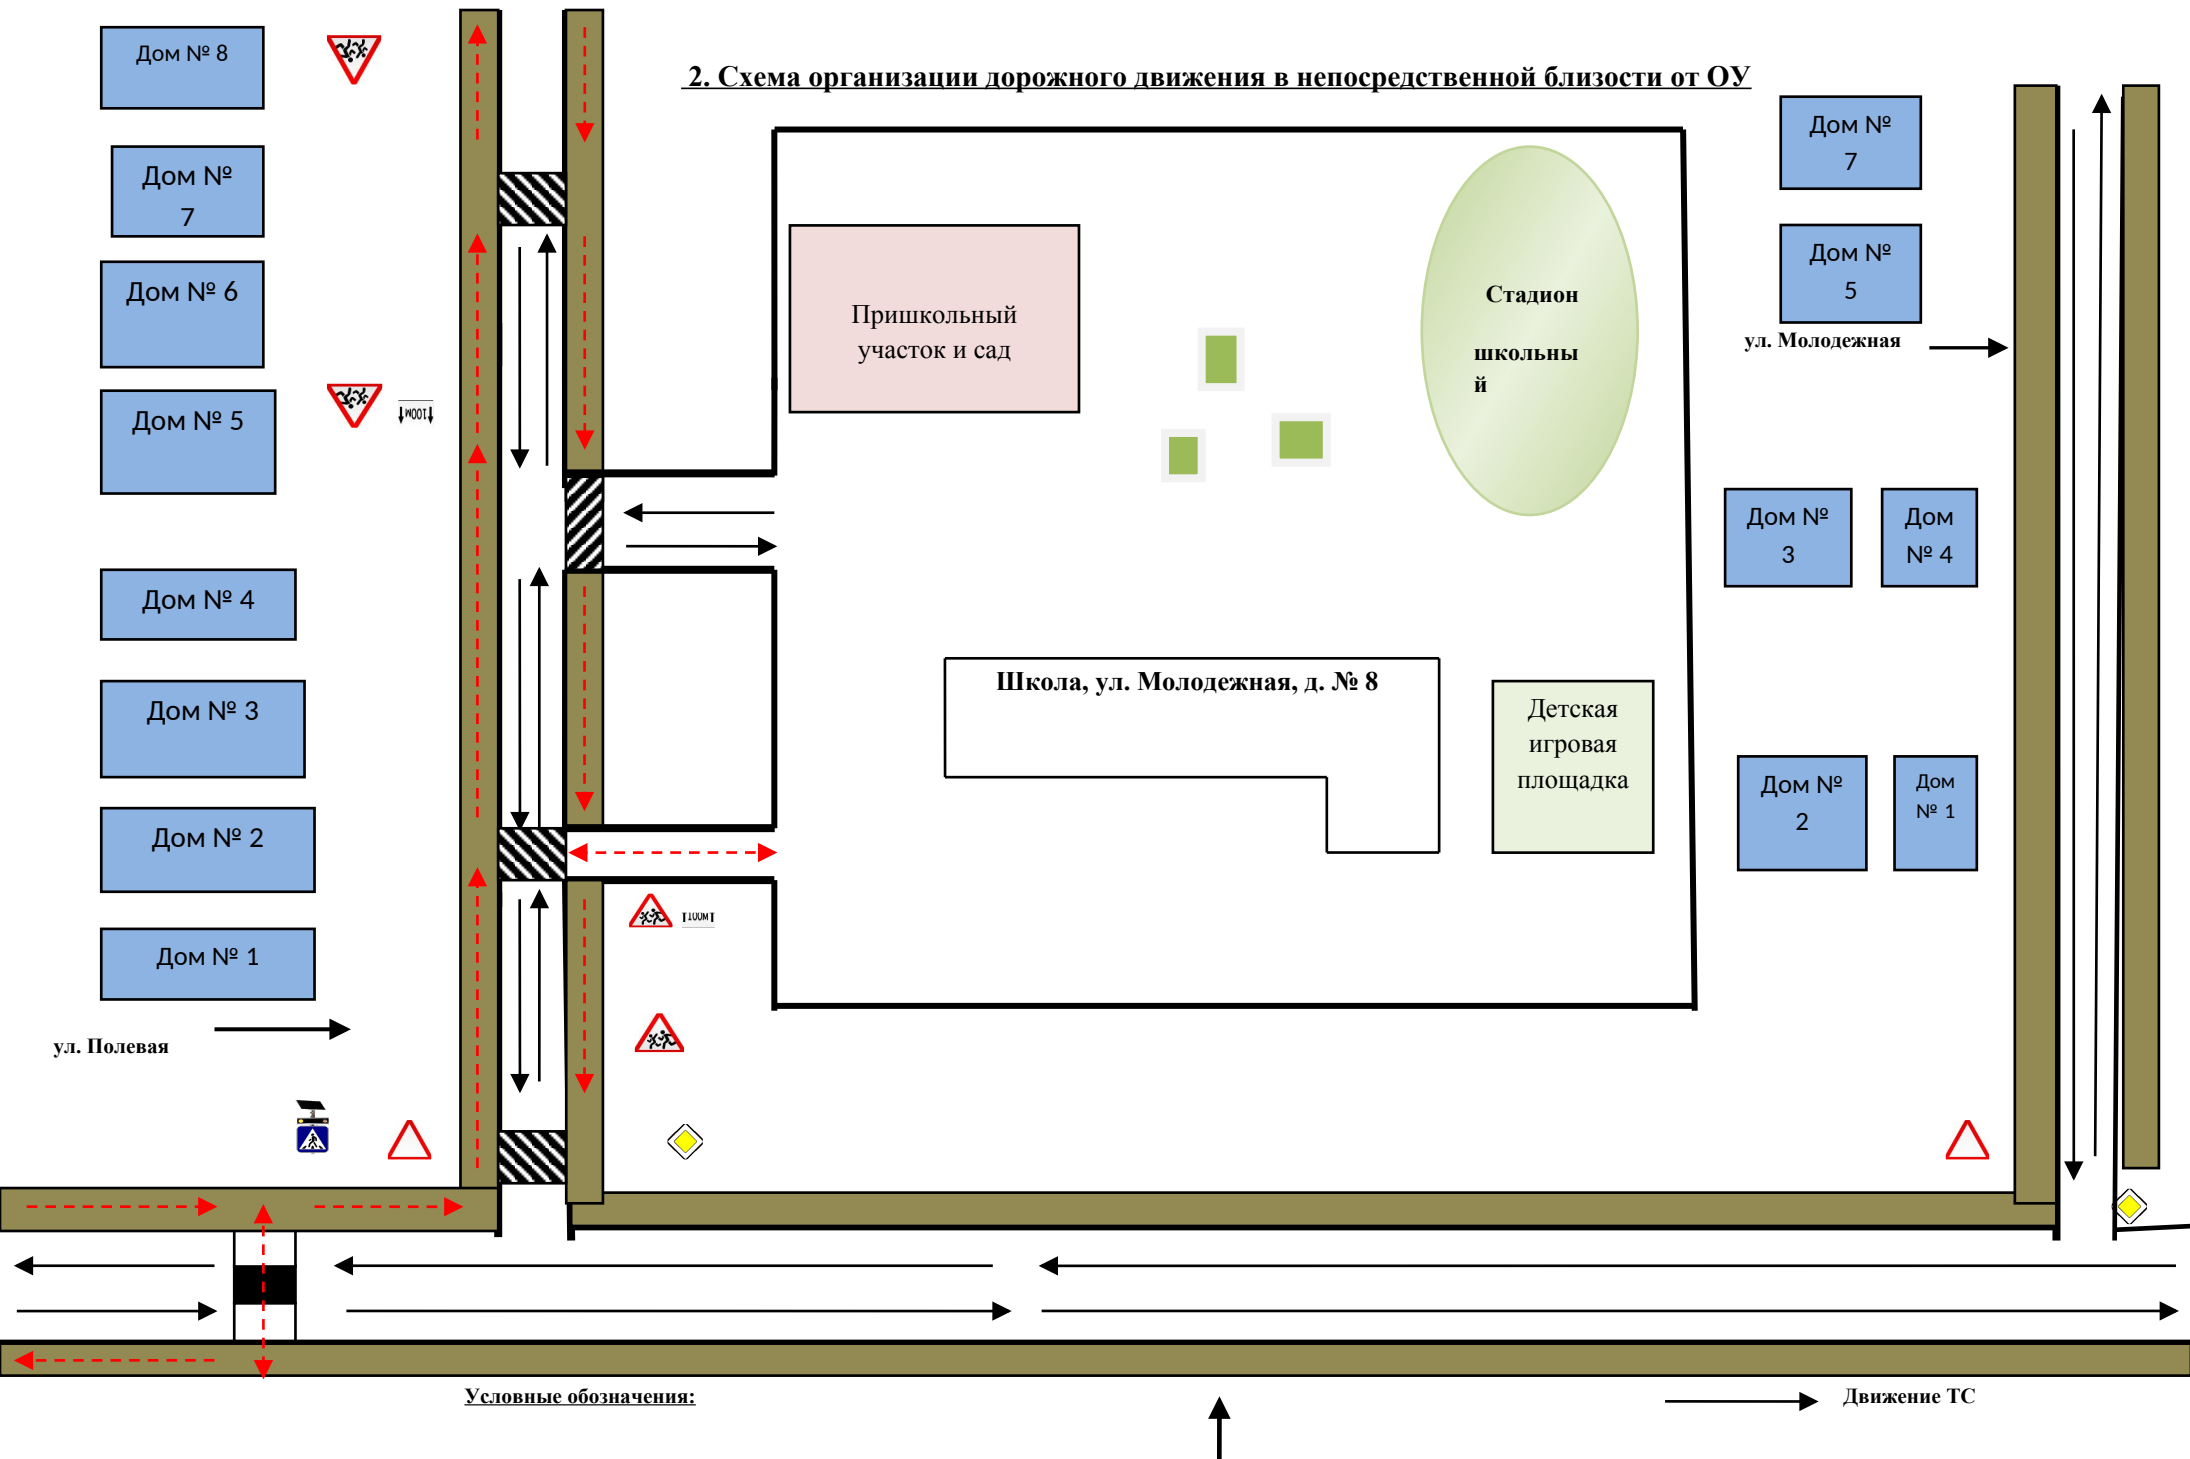 2. Схема организации дорожного движения в непосредственной близости от ОУ
Дом № 8
Дом №
7
Дом № 6
Дом № 5
Дом № 4
Дом № 3
Дом № 2
Дом № 1
ул. Полевая
100м
Пришкольный
участок и сад
Стадион
школьны
й
Школа, ул. Молодежная, д. № 8
Детская
игровая
площадка
100м
Дом №
7
Дом №
5
ул. Молодежная
Дом №
3
Дом
№ 4
Дом №
2
Дом
№ 1
Условные обозначения:
Движение ТС